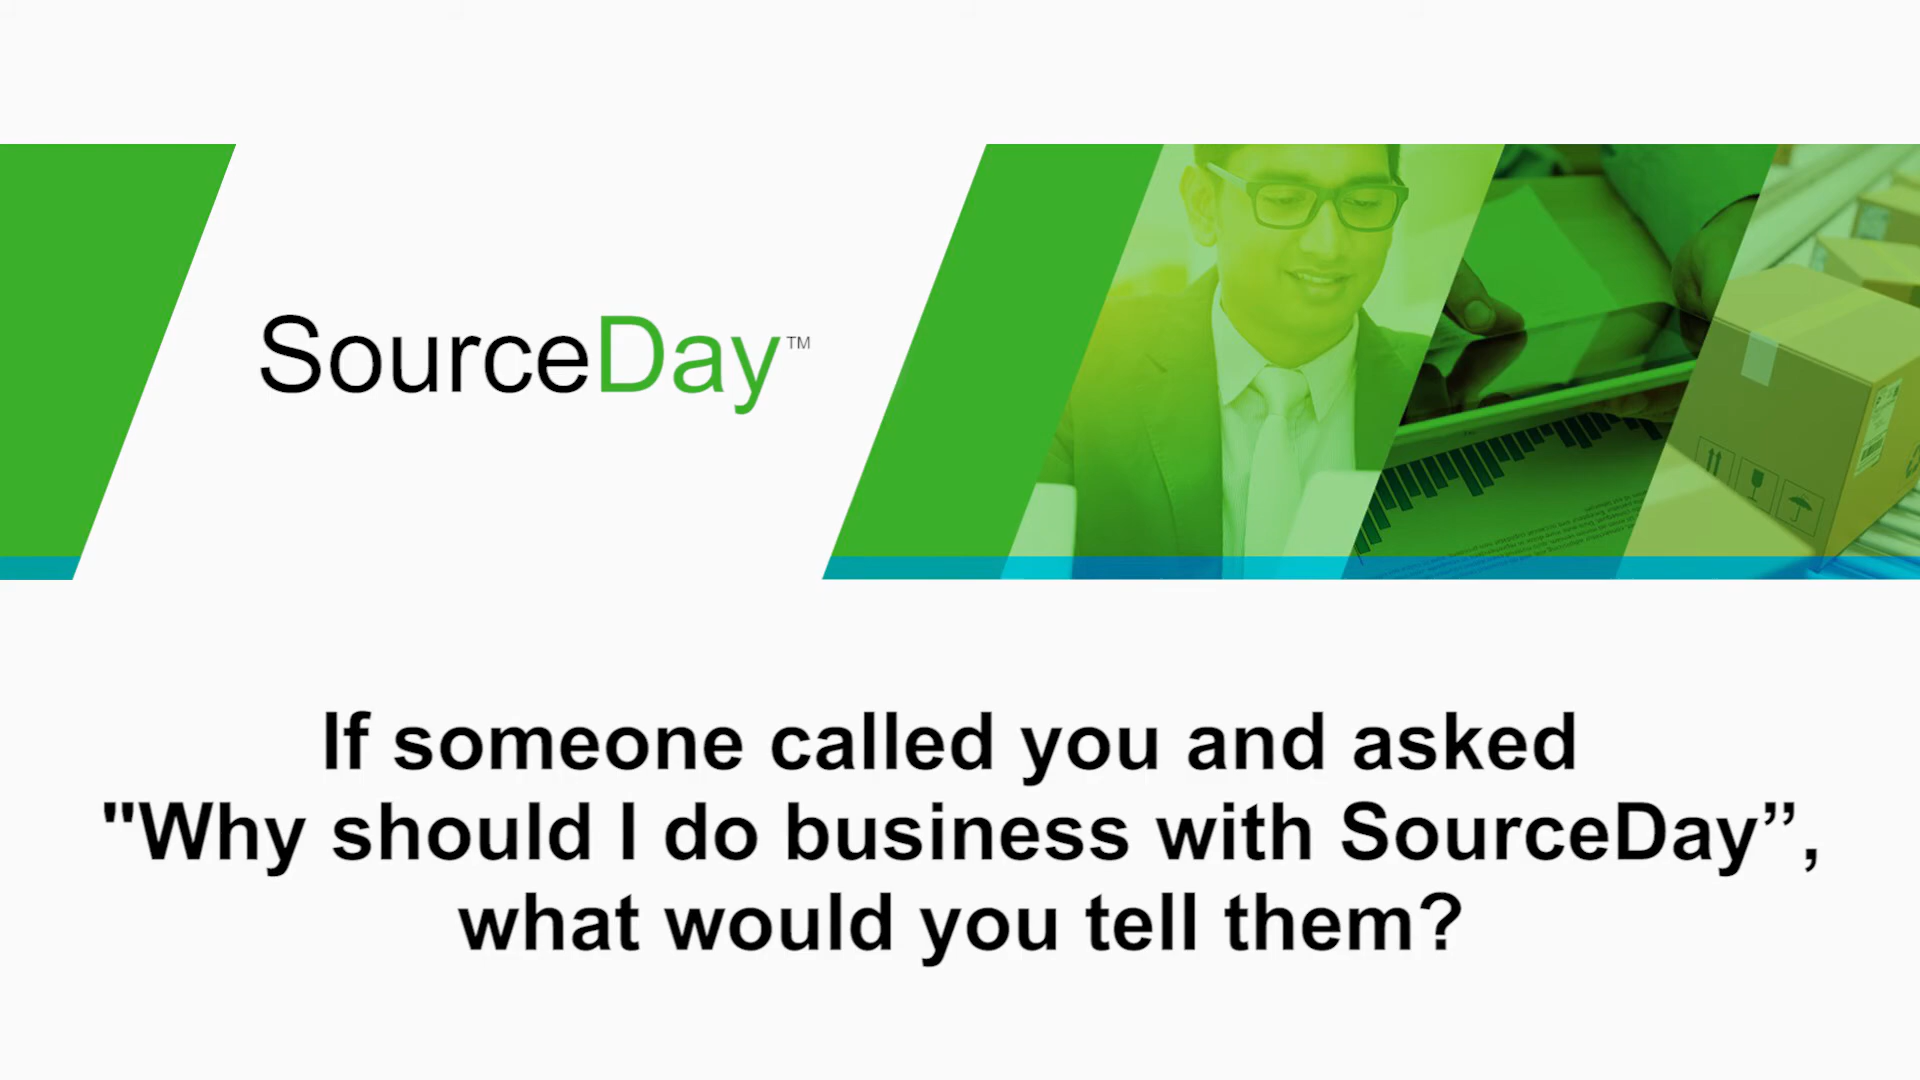 SourceDay™
If someone called you and asked
"Why should I do business with SourceDay”,
what would you tell them?